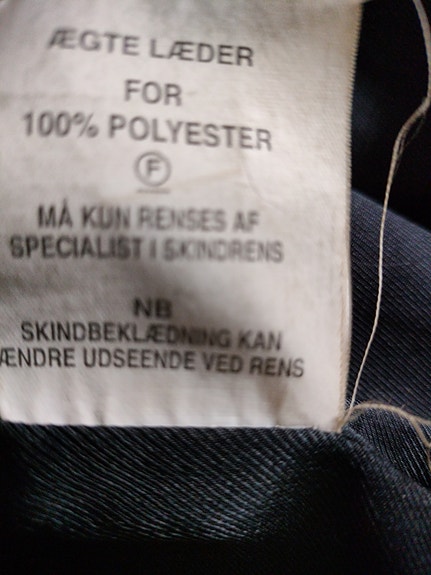 ÆGTE LÆDER
FOR
100% POLYESTER
F
MÅ KUN RENSES AF
SPECIALIST I SKINDRENS
NB
SKINDBEKLÆDNING KAN
ÆNDRE UDSEENDE VED RENS